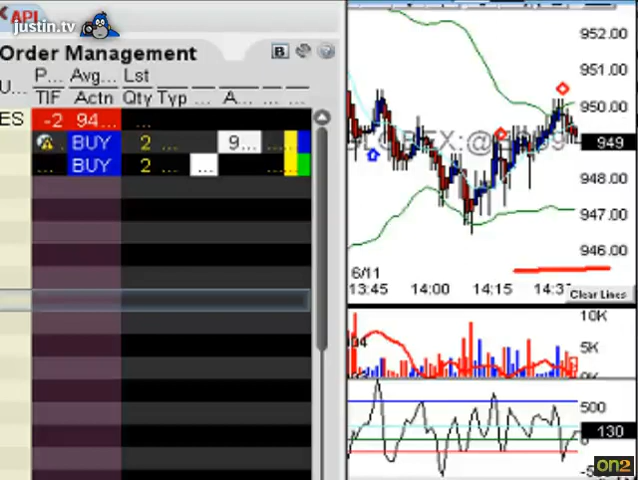 API
justin.tv
Order Management
B
U...
P... Avg... Lst
TIF Actn Qty Typ ... A... ... ...
ES -2 94... ...
BUY 2 9...
... BUY 2 ...
952.00
951.00
950.00
949
948.00
947.00
946.00
6/11
13:45 14:00 14:15
Clear Lines
10K
5K
500
130
on2